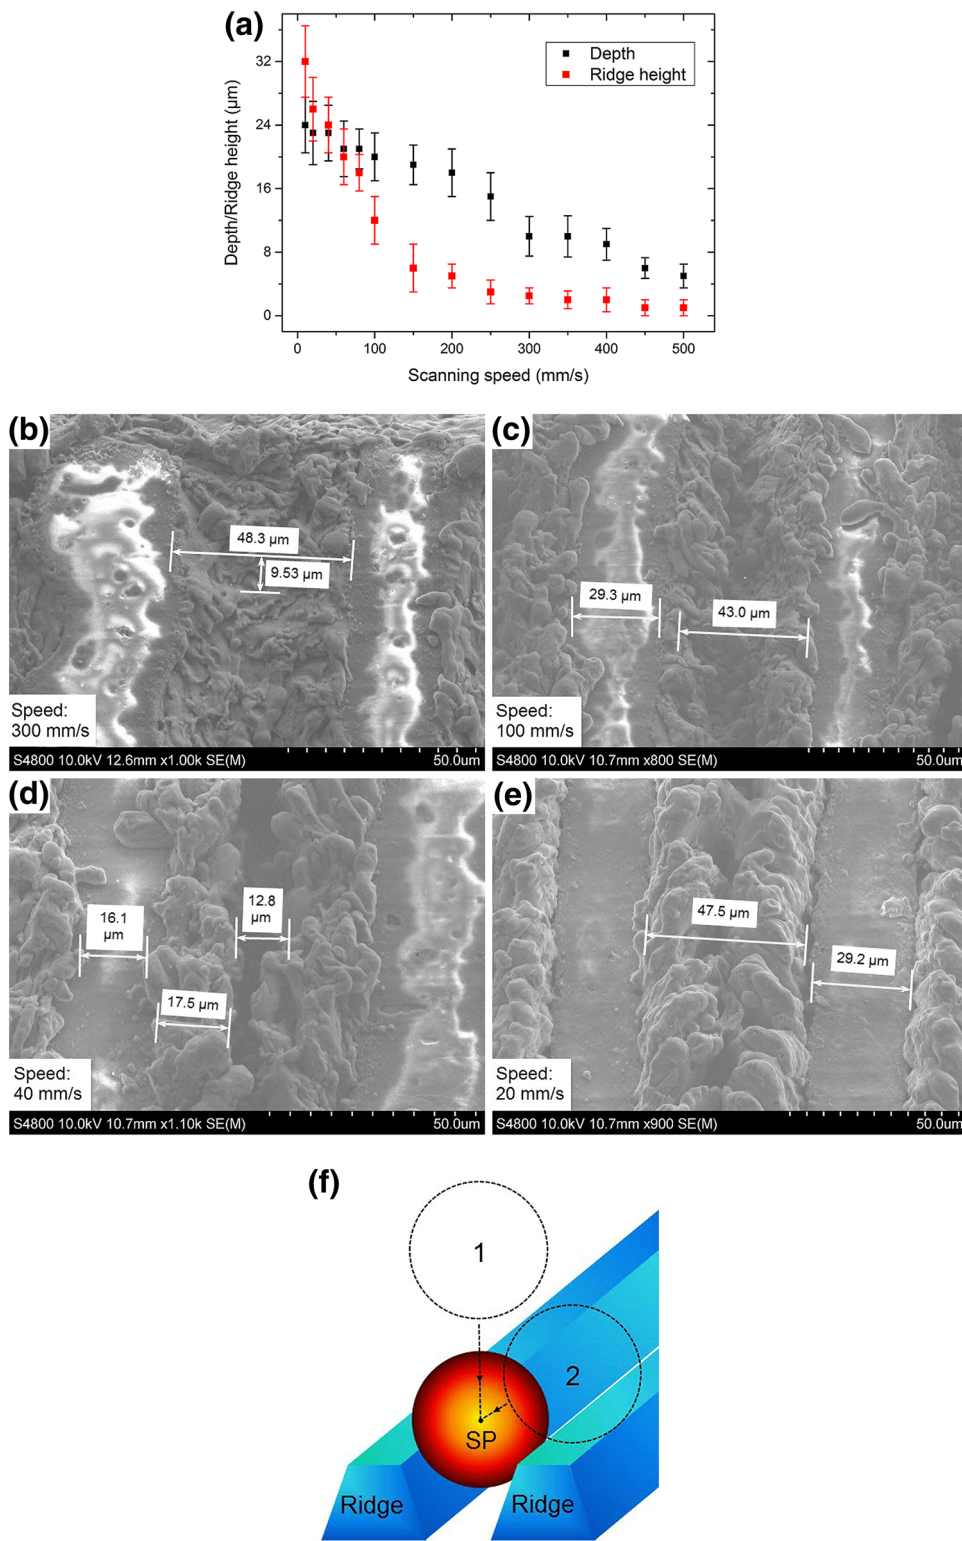 (a)
Depth
Ridge height
Depth/Ridge height (µm)
32
24
16
8
0
0 100 200 300 400 500
Scanning speed (mm/s)
(b)
48.3 µm
9.53 µm
Speed:
300 mm/s
S4800 10.0kV 12.6mm x1.00k SE(M) 50.0um
(c)
29.3 µm
43.0 µm
Speed:
100 mm/s
S4800 10.0kV 10.7mm x800 SE(M) 50.0um
(d)
16.1
µm
12.8
µm
17.5 µm
Speed:
40 mm/s
S4800 10.0kV 10.7mm x1.10k SE(M) 50.0um
(e)
47.5 µm
29.2 µm
Speed:
20 mm/s
S4800 10.0kV 10.7mm x900 SE(M) 50.0um
(f)
1
2
SP
Ridge Ridge